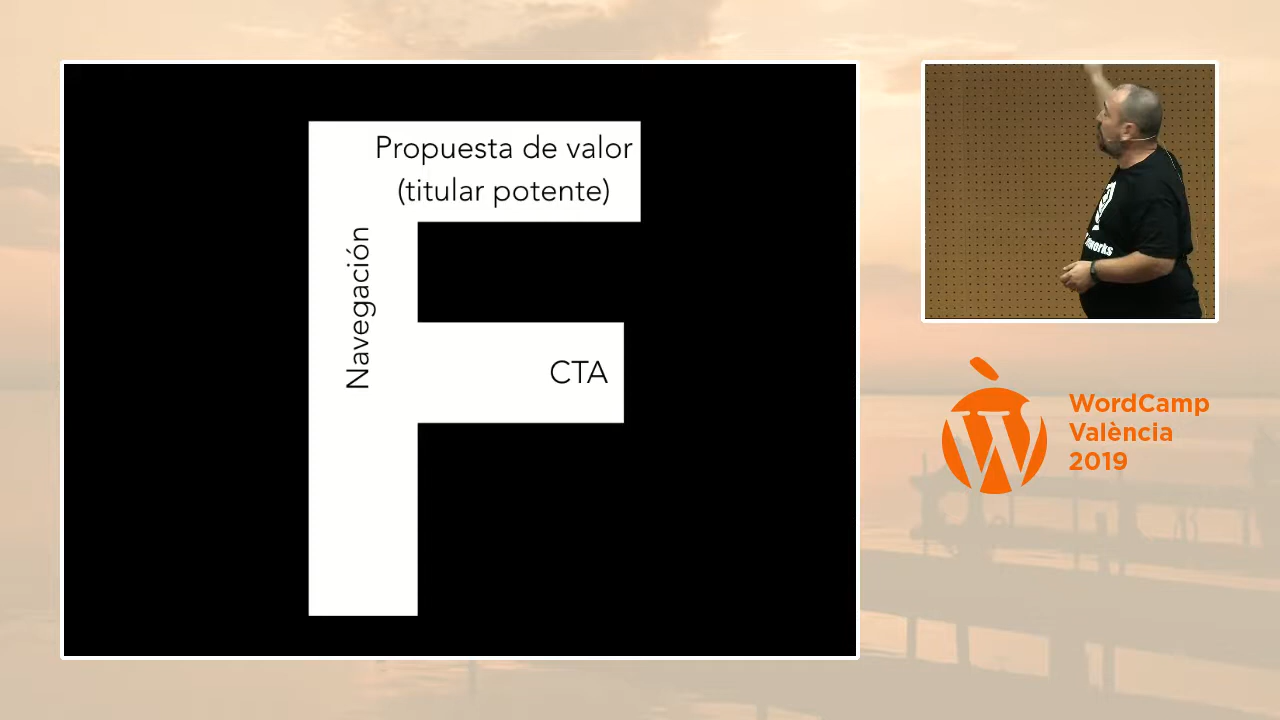 Propuesta de valor
(titular potente)
Navegación
CTA
WordCamp
València
2019